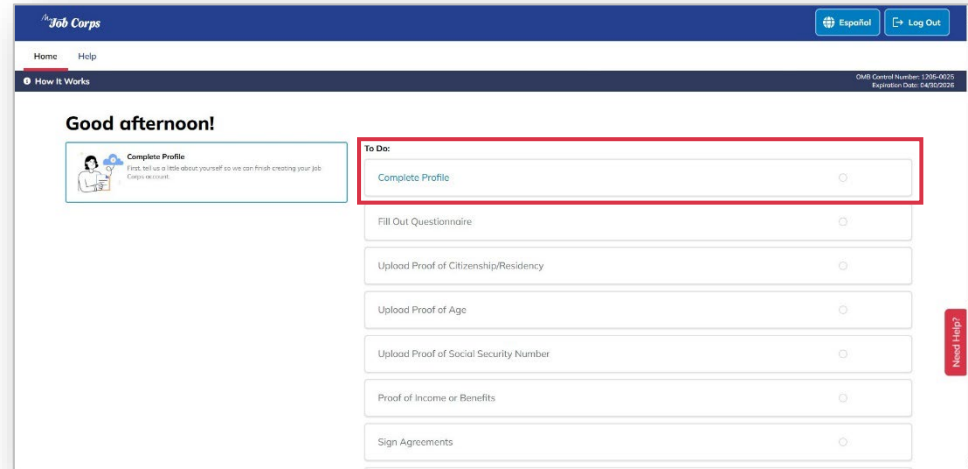 My Job Corps
Español
Log Out
Home
Help
How It Works
OMB Control Number: 1205-0025
Expiration Date: 04/30/2026
Good afternoon!
Complete Profile
First, tell us a little about yourself so we can finish creating your Job
Corps account.
To Do:
Complete Profile
Fill Out Questionnaire
Upload Proof of Citizenship/Residency
Upload Proof of Age
Upload Proof of Social Security Number
Proof of Income or Benefits
Sign Agreements
Need Help?